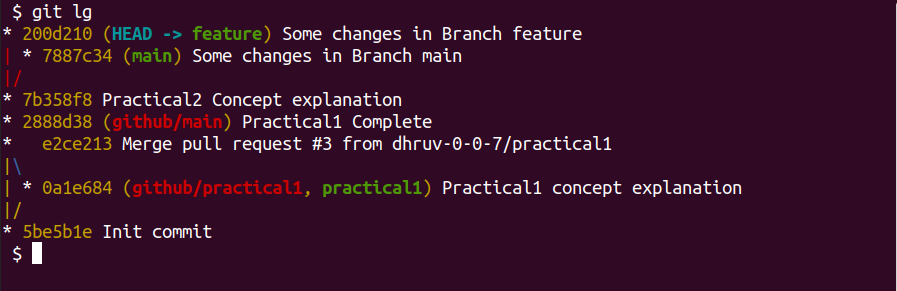 $ git lg
* 200d210 (HEAD -> feature) Some changes in Branch feature
| * 7887c34 (main) Some changes in Branch main
|/
* 7b358f8 Practical2 Concept explanation
* 2888d38 (github/main) Practical1 Complete
*   e2ce213 Merge pull request #3 from dhruv-0-0-7/practical1
|\
| * 0a1e684 (github/practical1, practical1) Practical1 concept explanation
|/
* 5be5b1e Init commit
$